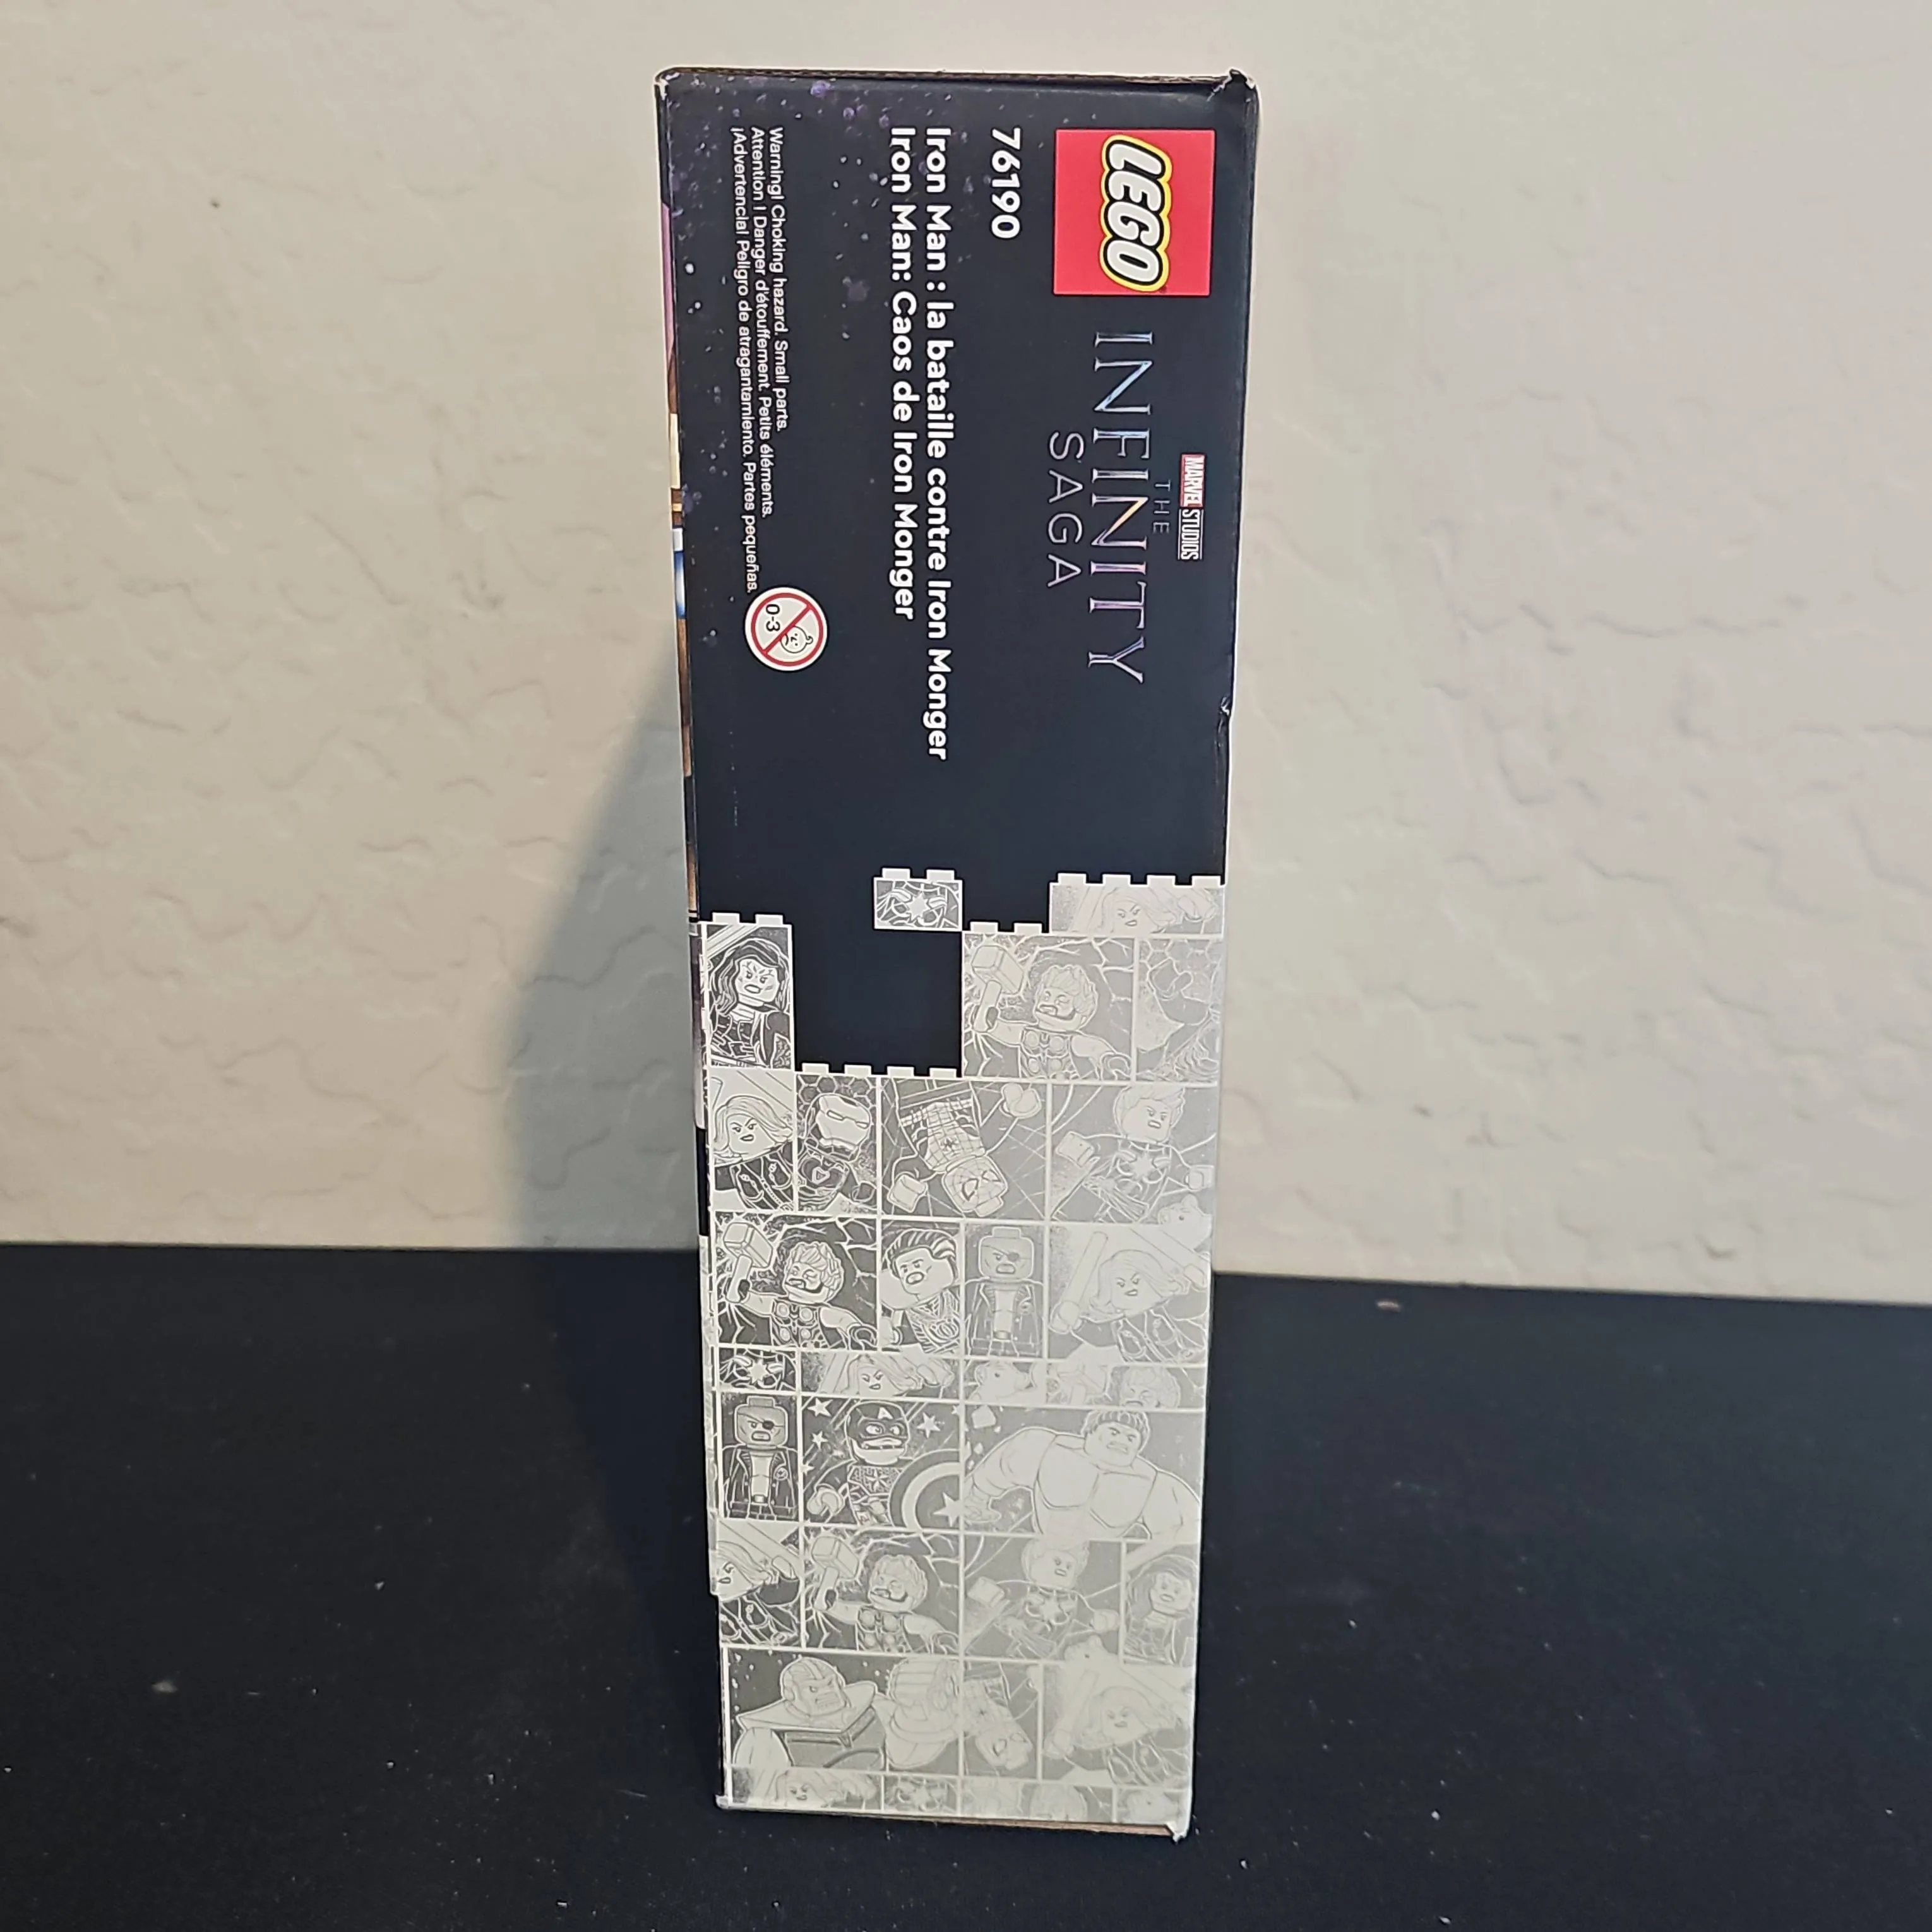 LEGO
MARVEL STUDIOS
THE
INFINITY
SAGA
76190
Iron Man : la bataille contre Iron Monger
Iron Man: Caos de Iron Monger
Warning! Choking hazard. Small parts.
Attention ! Danger d'étouffement. Petits éléments.
¡Advertencia! Peligro de atragantamiento. Partes pequeñas.
0-3